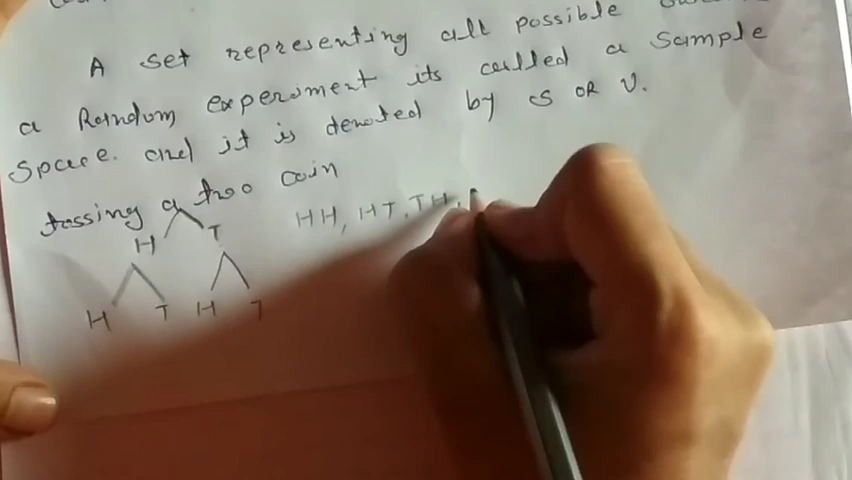 A set representing all possible
a Random experiment its called a sample
space. and it is denoted by S OR U.
tossing a two coin
HH, HT, TH,
H T
H T H T